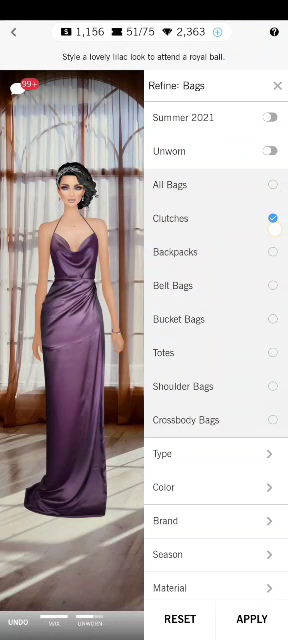 1,156 51/75 2,363
Style a lovely lilac look to attend a royal ball.
99+
Refine: Bags
Summer 2021
Unworn
All Bags
Clutches
Backpacks
Belt Bags
Bucket Bags
Totes
Shoulder Bags
Crossbody Bags
Type
Color
Brand
Season
Material
UNDO
MIX
UNWORN
RESET
APPLY